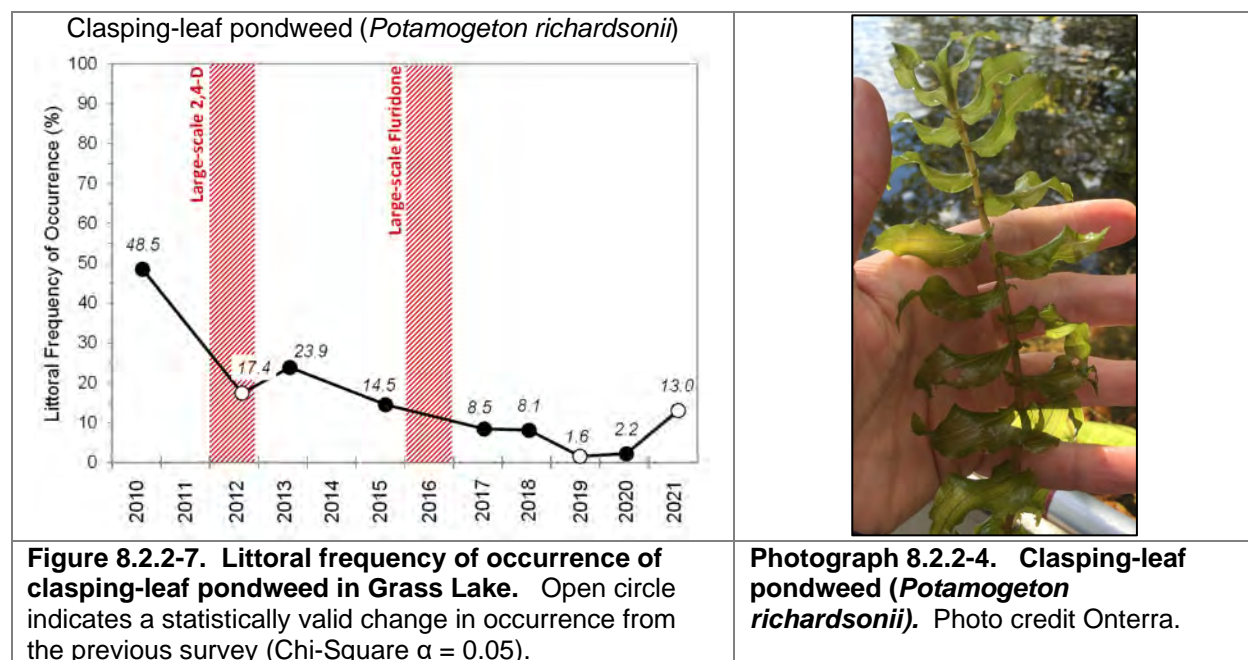 Clasping-leaf pondweed (Potamogeton richardsonii)
Littoral Frequency of Occurrence (%)
100
90
80
70
60
50
40
30
20
10
0
Large-scale 2,4-D
Large-scale Fluridone
48.5
17.4
23.9
14.5
8.5
8.1
1.6
2.2
13.0
2010
2011
2012
2013
2014
2015
2016
2017
2018
2019
2020
2021
Figure 8.2.2-7. Littoral frequency of occurrence of
clasping-leaf pondweed in Grass Lake. Open circle
indicates a statistically valid change in occurrence from
the previous survey (Chi-Square α = 0.05).
Photograph 8.2.2-4. Clasping-leaf
pondweed (Potamogeton
richardsonii). Photo credit Onterra.